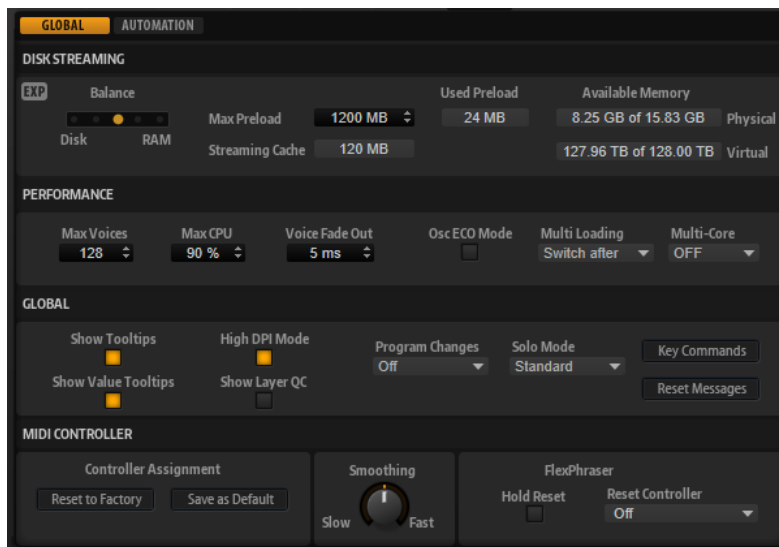 GLOBAL AUTOMATION
DISK STREAMING
EXP Balance Used Preload Available Memory
Max Preload 1200 MB 24 MB 8.25 GB of 15.83 GB Physical
Disk RAM
Streaming Cache 120 MB 127.96 TB of 128.00 TB Virtual
PERFORMANCE
Max Voices Max CPU Voice Fade Out Osc ECO Mode Multi Loading Multi-Core
128 90 % 5 ms Switch after OFF
GLOBAL
Show Tooltips High DPI Mode Program Changes Solo Mode Key Commands
Off Standard
Show Value Tooltips Show Layer QC Reset Messages
MIDI CONTROLLER
Controller Assignment Smoothing FlexPhraser
Reset to Factory Save as Default Hold Reset Reset Controller
Slow Fast Off